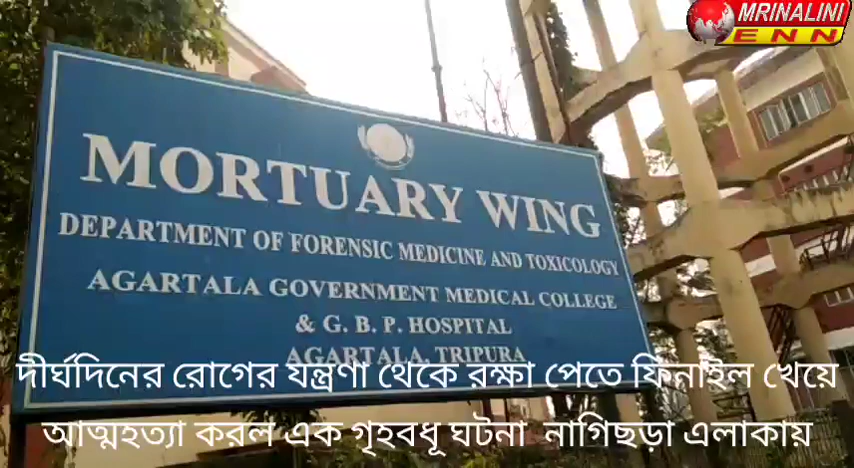 MRINALINI
ENN
MORTUARY WING
DEPARTMENT OF FORENSIC MEDICINE AND TOXICOLOGY
AGARTALA GOVERNMENT MEDICAL COLLEGE
& G. B. P. HOSPITAL
AGARTALA, TRIPURA
দীর্ঘদিনের রোগের যন্ত্রণা থেকে রক্ষা পেতে ফিনাইল খেয়ে
আত্মহত্যা করল এক গৃহবধূ ঘটনা নাগিছড়া এলাকায়